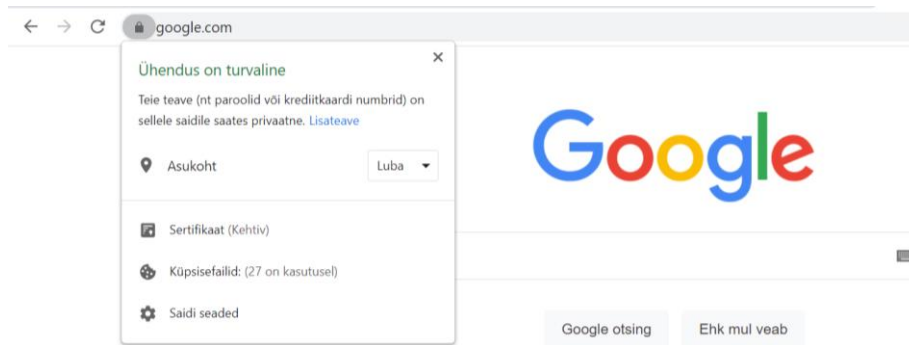 google.com
Ühendus on turvaline
Teie teave (nt paroolid või krediitkaardi numbrid) on
sellele saidile saates privaatne. Lisateave
Asukoht Luba
Sertifikaat (Kehtiv)
Küpsisefailid: (27 on kasutusel)
Saidi seaded
Google
Google otsing Ehk mul veab